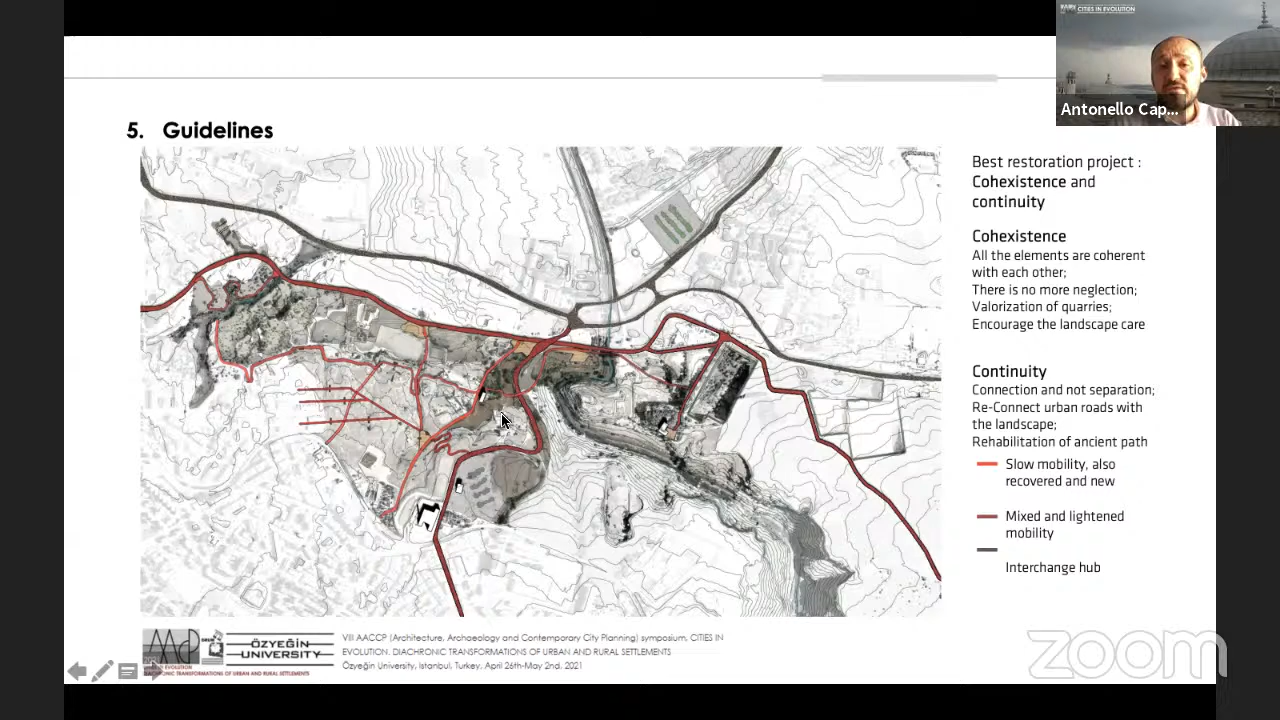 CITIES IN EVOLUTION
Antonello Cap...
5. Guidelines
Best restoration project :
Cohexistence and
continuity
Cohexistence
All the elements are coherent
with each other;
There is no more neglection;
Valorization of quarries;
Encourage the landscape care
Continuity
Connection and not separation;
Re-Connect urban roads with
the landscape;
Rehabilitation of ancient path
Slow mobility, also
recovered and new
Mixed and lightened
mobility
Interchange hub
AACCP
ÖZYEĞİN
UNIVERSITY
VIII AACCP (Architecture, Archaeology and Contemporary City Planning) symposium, CITIES IN
EVOLUTION. DIACHRONIC TRANSFORMATIONS OF URBAN AND RURAL SETTLEMENTS
Özyeğin University, Istanbul, Turkey, April 26th-May 2nd, 2021
zoom